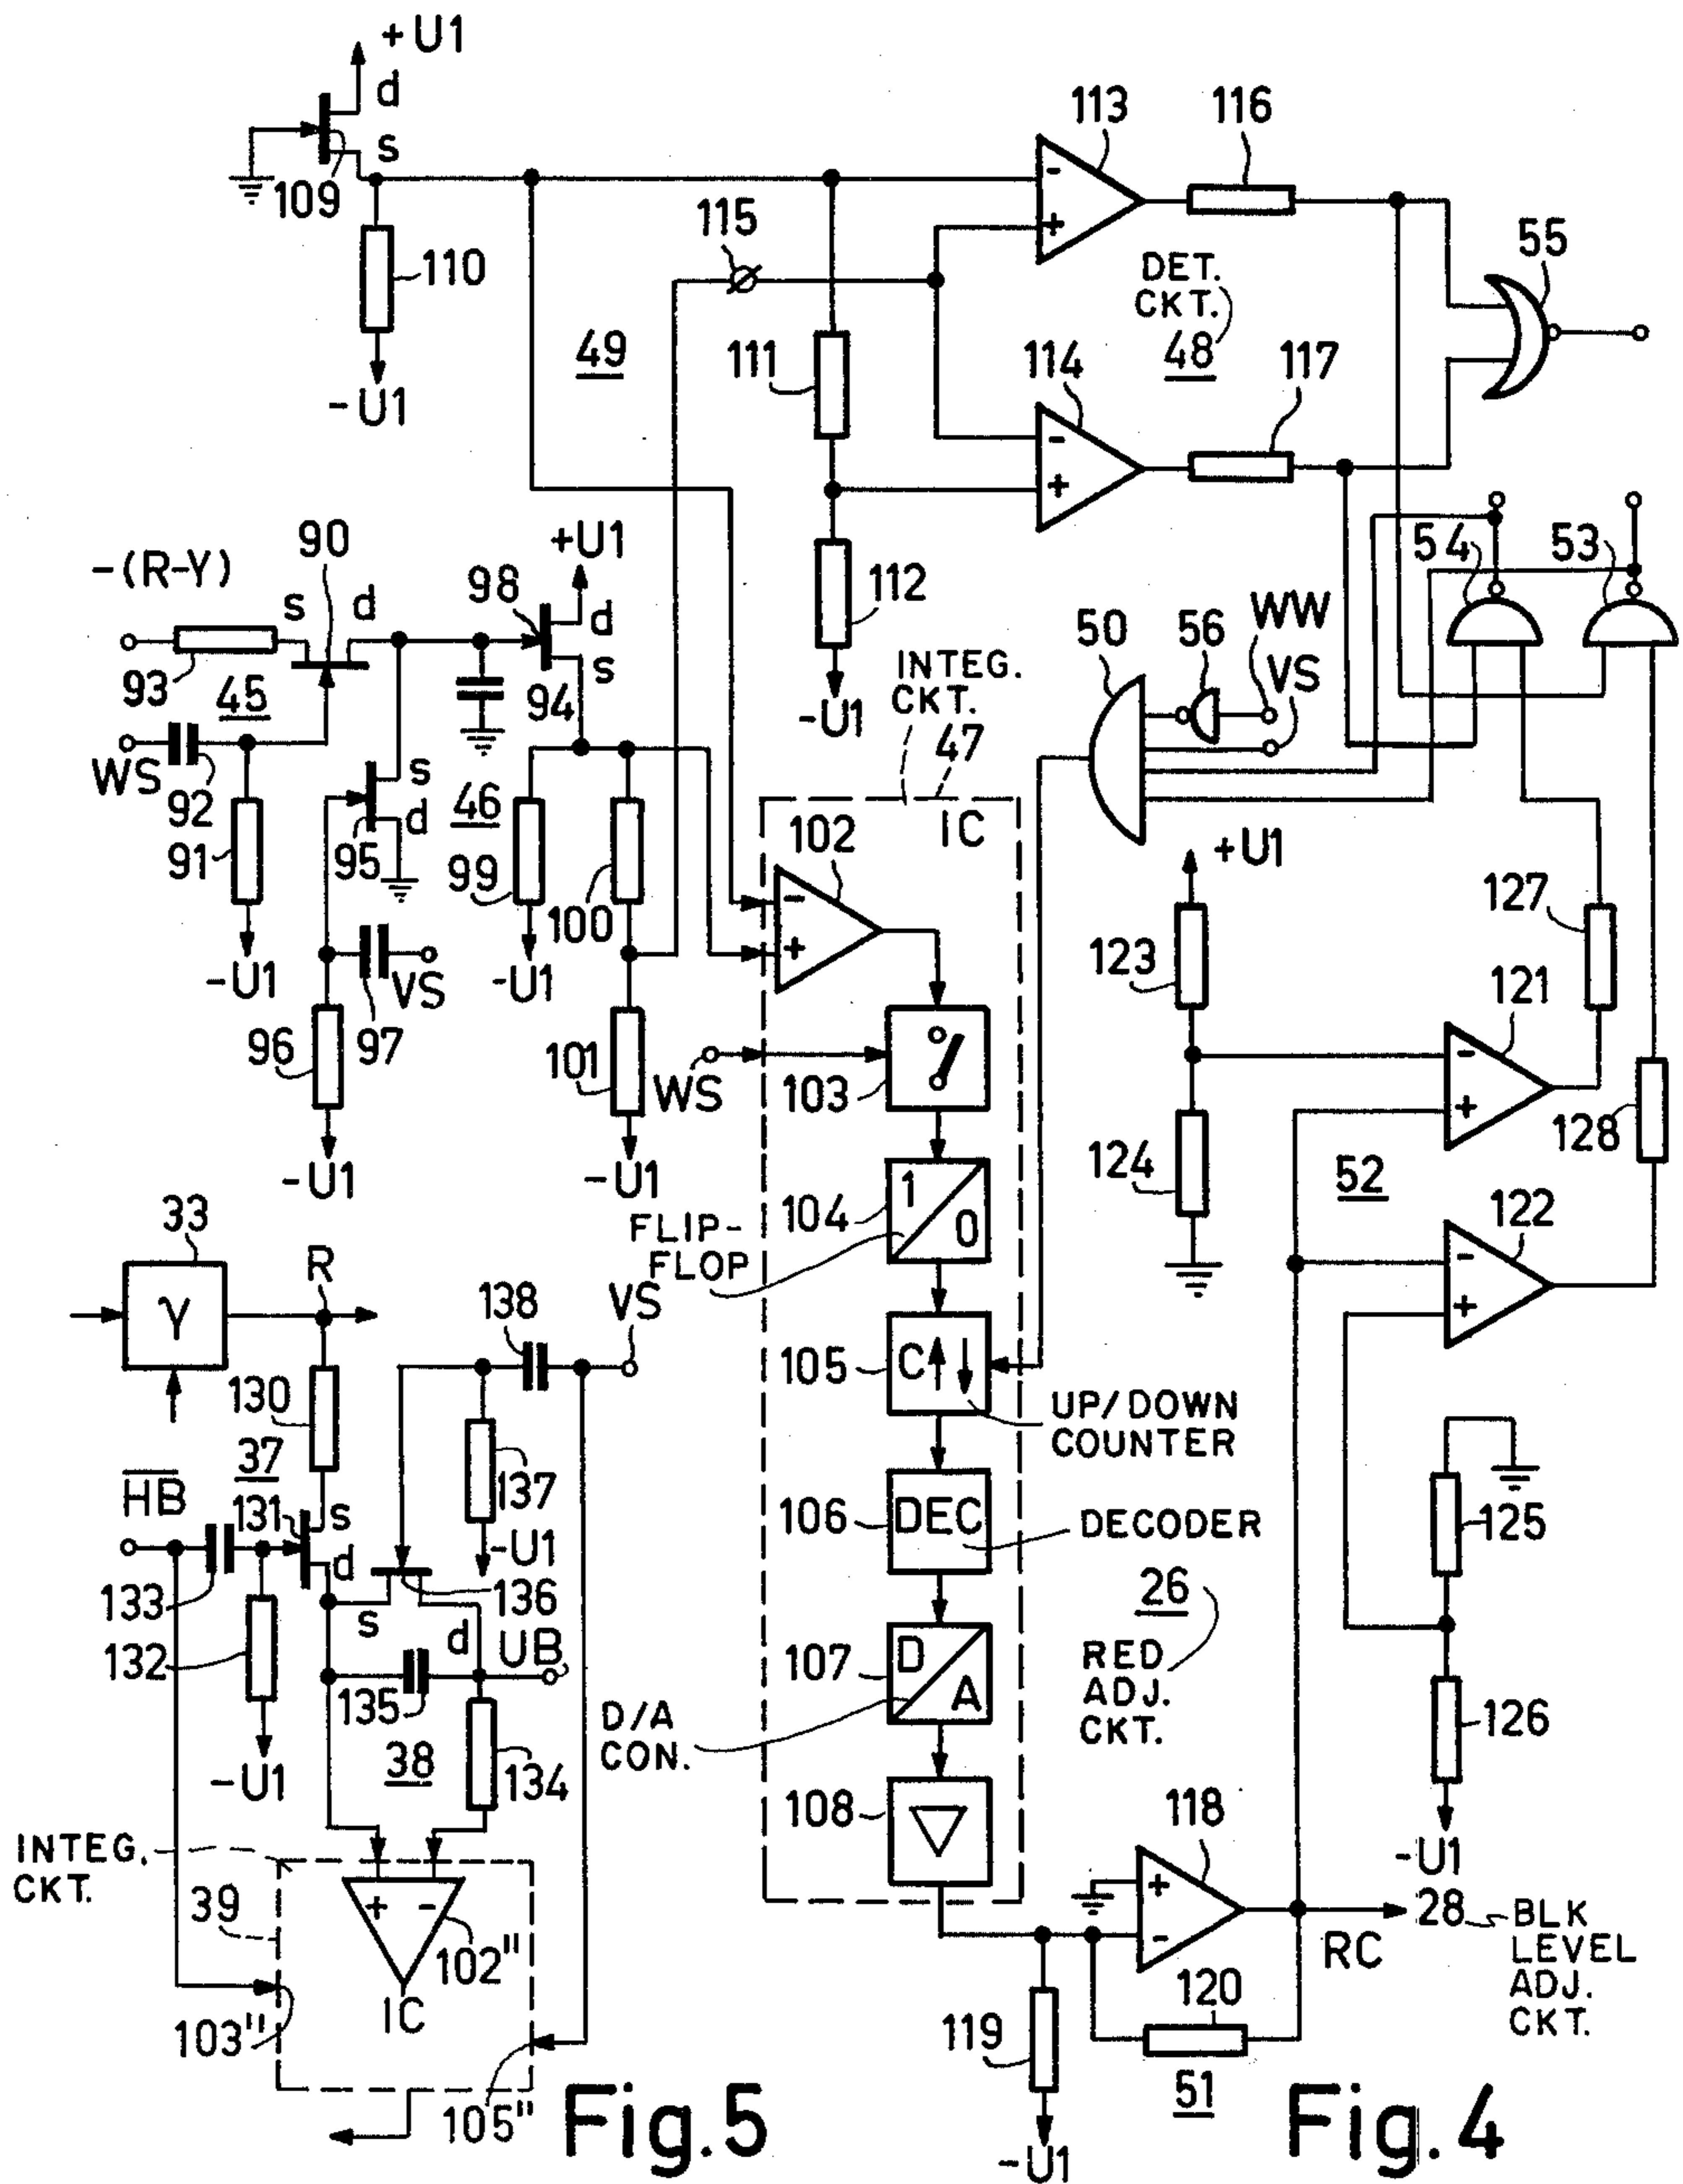 +U1
d
s
109
110
-U1
49
115
113
116
55
DET.
CKT.
48
111
114
117
112
-U1
-(R-Y)
90
s d
93
45
WS
92
91
-U1
95
s
d
96
97
VS
-U1
98
+U1
d
s
94
46
99
-U1
100
101
-U1
INTEG.
CKT.
47
IC
102
- +
WS
103
50
56
WW
VS
54
53
+U1
123
124
127
121
128
52
122
- +
104
1/0
FLIP-
FLOP
105
C
UP/DOWN
COUNTER
106
DEC
DECODER
107
D/A
D/A
CON.
108
26
RED
ADJ.
CKT.
125
126
-U1
118
+ -
RC
28
BLK
LEVEL
ADJ.
CKT.
119
120
51
-U1
Fig.4
33
γ
R
130
138
VS
HB
37
131
s
d
133
132
-U1
137
-U1
136
s
d
UB
135
38
134
INTEG.
CKT.
39
+ -
102"
IC
103"
105"
Fig.5